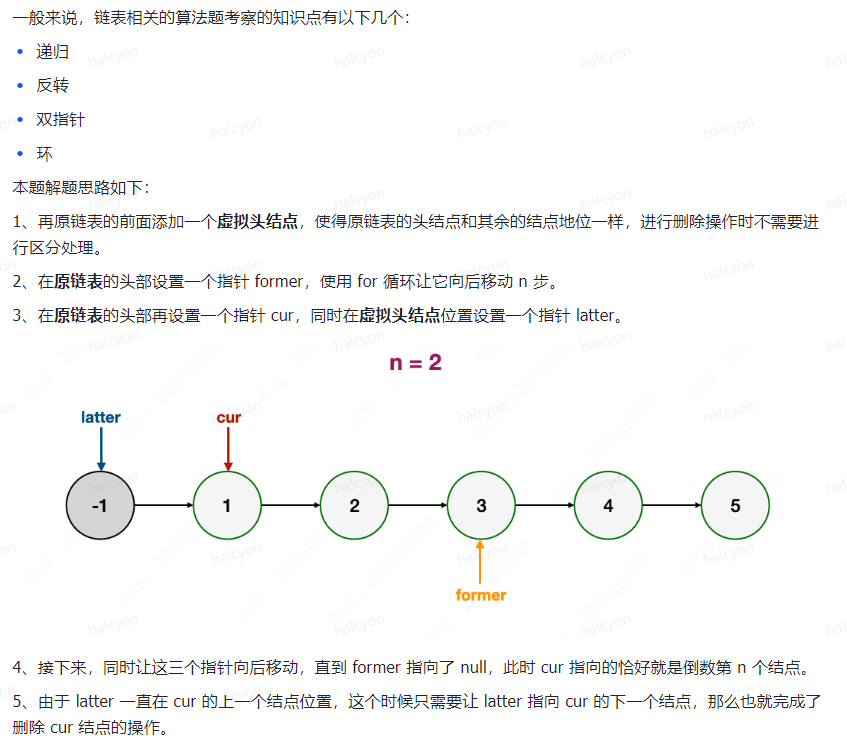 一般来说，链表相关的算法题考察的知识点有以下几个：
• 递归
• 反转
• 双指针
• 环
本题解题思路如下：
1、再原链表的前面添加一个虚拟头结点，使得原链表的头结点和其余的结点地位一样，进行删除操作时不需要进
行区分处理。
2、在原链表的头部设置一个指针 former，使用 for 循环让它向后移动 n 步。
3、在原链表的头部再设置一个指针 cur，同时在虚拟头结点位置设置一个指针 latter。
n = 2
latter cur
-1 1 2 3 4 5
former
4、接下来，同时让这三个指针向后移动，直到 former 指向了 null，此时 cur 指向的恰好就是倒数第 n 个结点。
5、由于 latter 一直在 cur 的上一个结点位置，这个时候只需要让 latter 指向 cur 的下一个结点，那么也就完成了
删除 cur 结点的操作。
halcyon